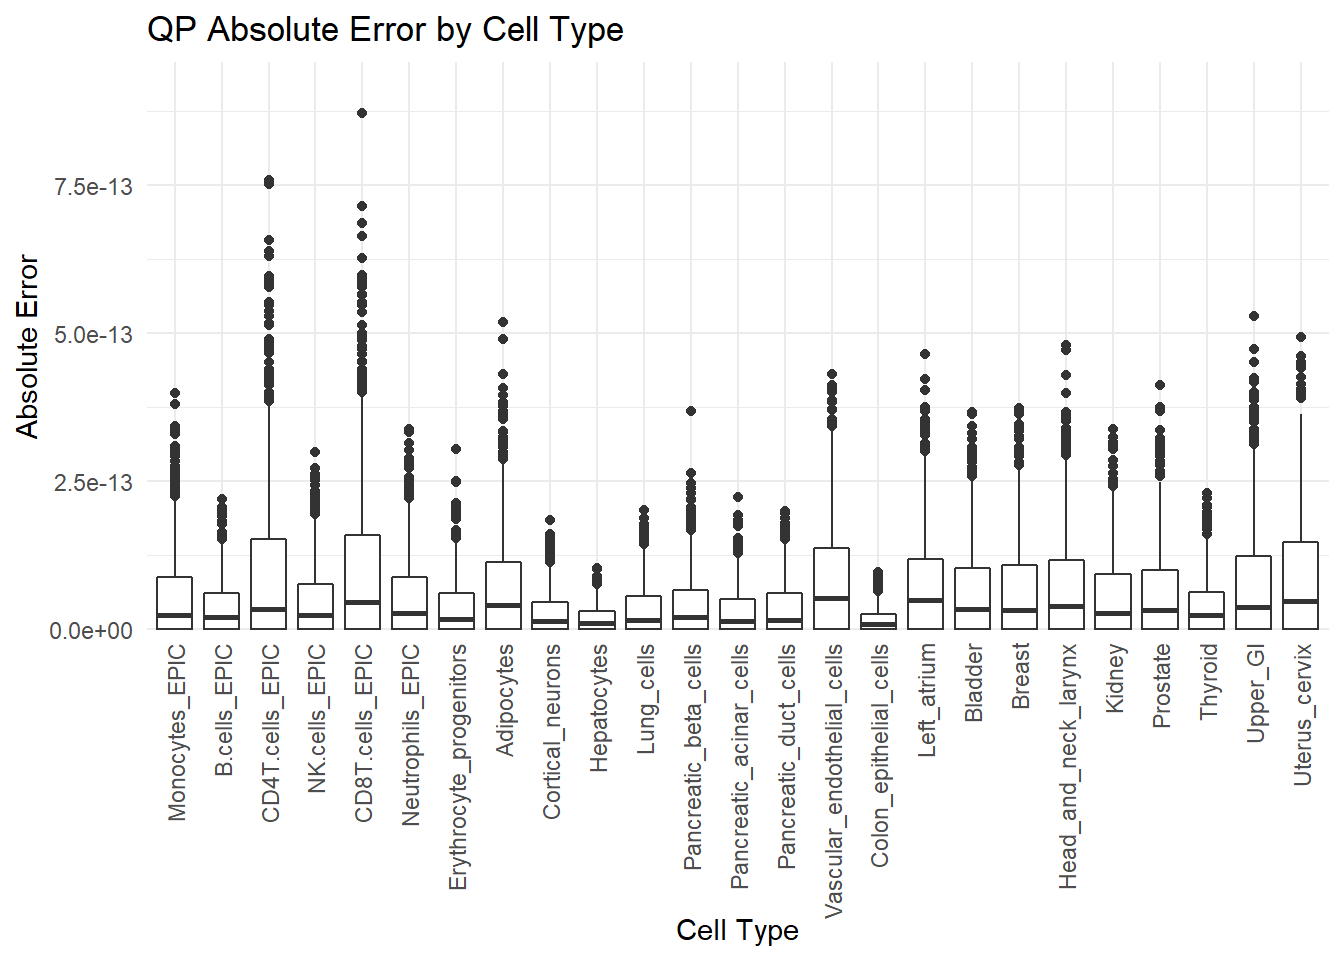 QP Absolute Error by Cell Type
Absolute Error
7.5e-13
5.0e-13
2.5e-13
0.0e+00
Monocytes_EPIC
B.cells_EPIC
CD4T.cells_EPIC
NK.cells_EPIC
CD8T.cells_EPIC
Neutrophils_EPIC
Erythrocyte_progenitors
Adipocytes
Cortical_neurons
Hepatocytes
Lung_cells
Pancreatic_beta_cells
Pancreatic_acinar_cells
Pancreatic_duct_cells
Vascular_endothelial_cells
Colon_epithelial_cells
Left_atrium
Bladder
Breast
Head_and_neck_larynx
Kidney
Prostate
Thyroid
Upper_GI
Uterus_cervix
Cell Type